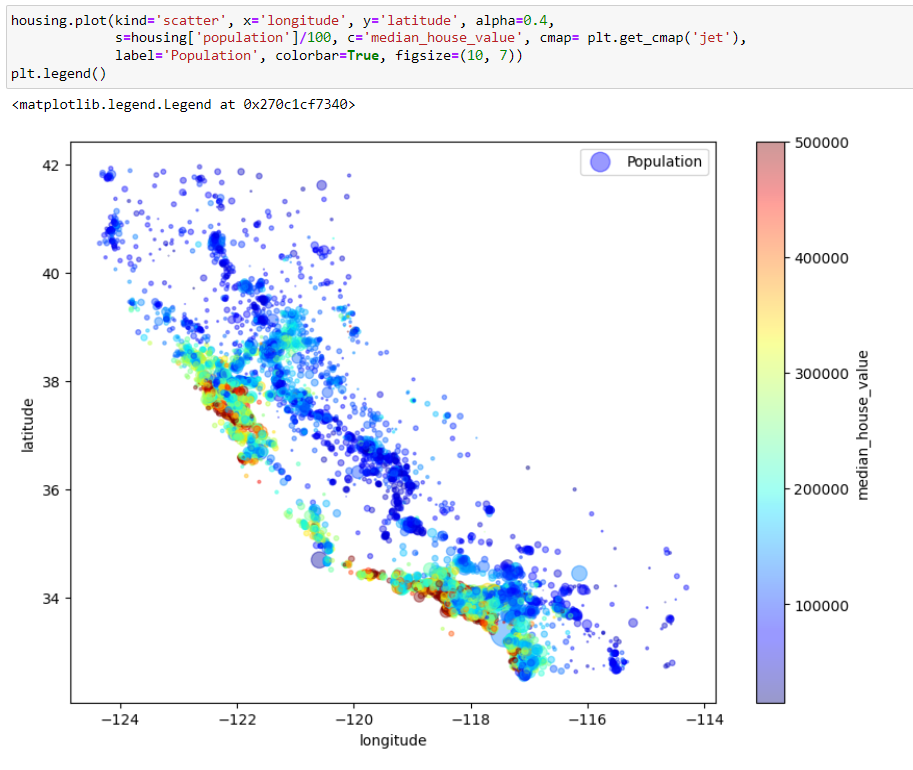 housing.plot(kind='scatter', x='longitude', y='latitude', alpha=0.4,
s=housing['population']/100, c='median_house_value', cmap= plt.get_cmap('jet'),
label='Population', colorbar=True, figsize=(10, 7))
plt.legend()
<matplotlib.legend.Legend at 0x270c1cf7340>
Population
42
40
38
36
34
latitude
−124
−122
−120
−118
−116
−114
longitude
500000
400000
300000
200000
100000
median_house_value